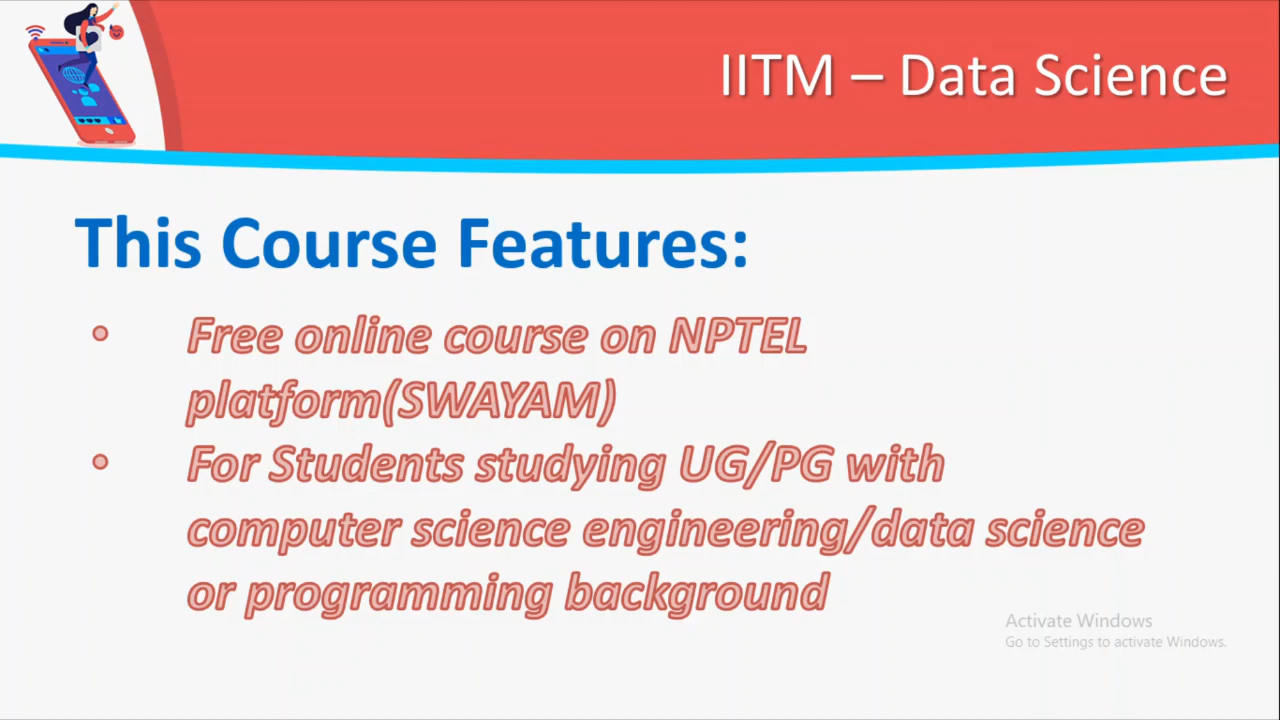 IITM – Data Science
This Course Features:
• Free online course on NPTEL
platform(SWAYAM)
• For Students studying UG/PG with
computer science engineering/data science
or programming background
Activate Windows
Go to Settings to activate Windows.